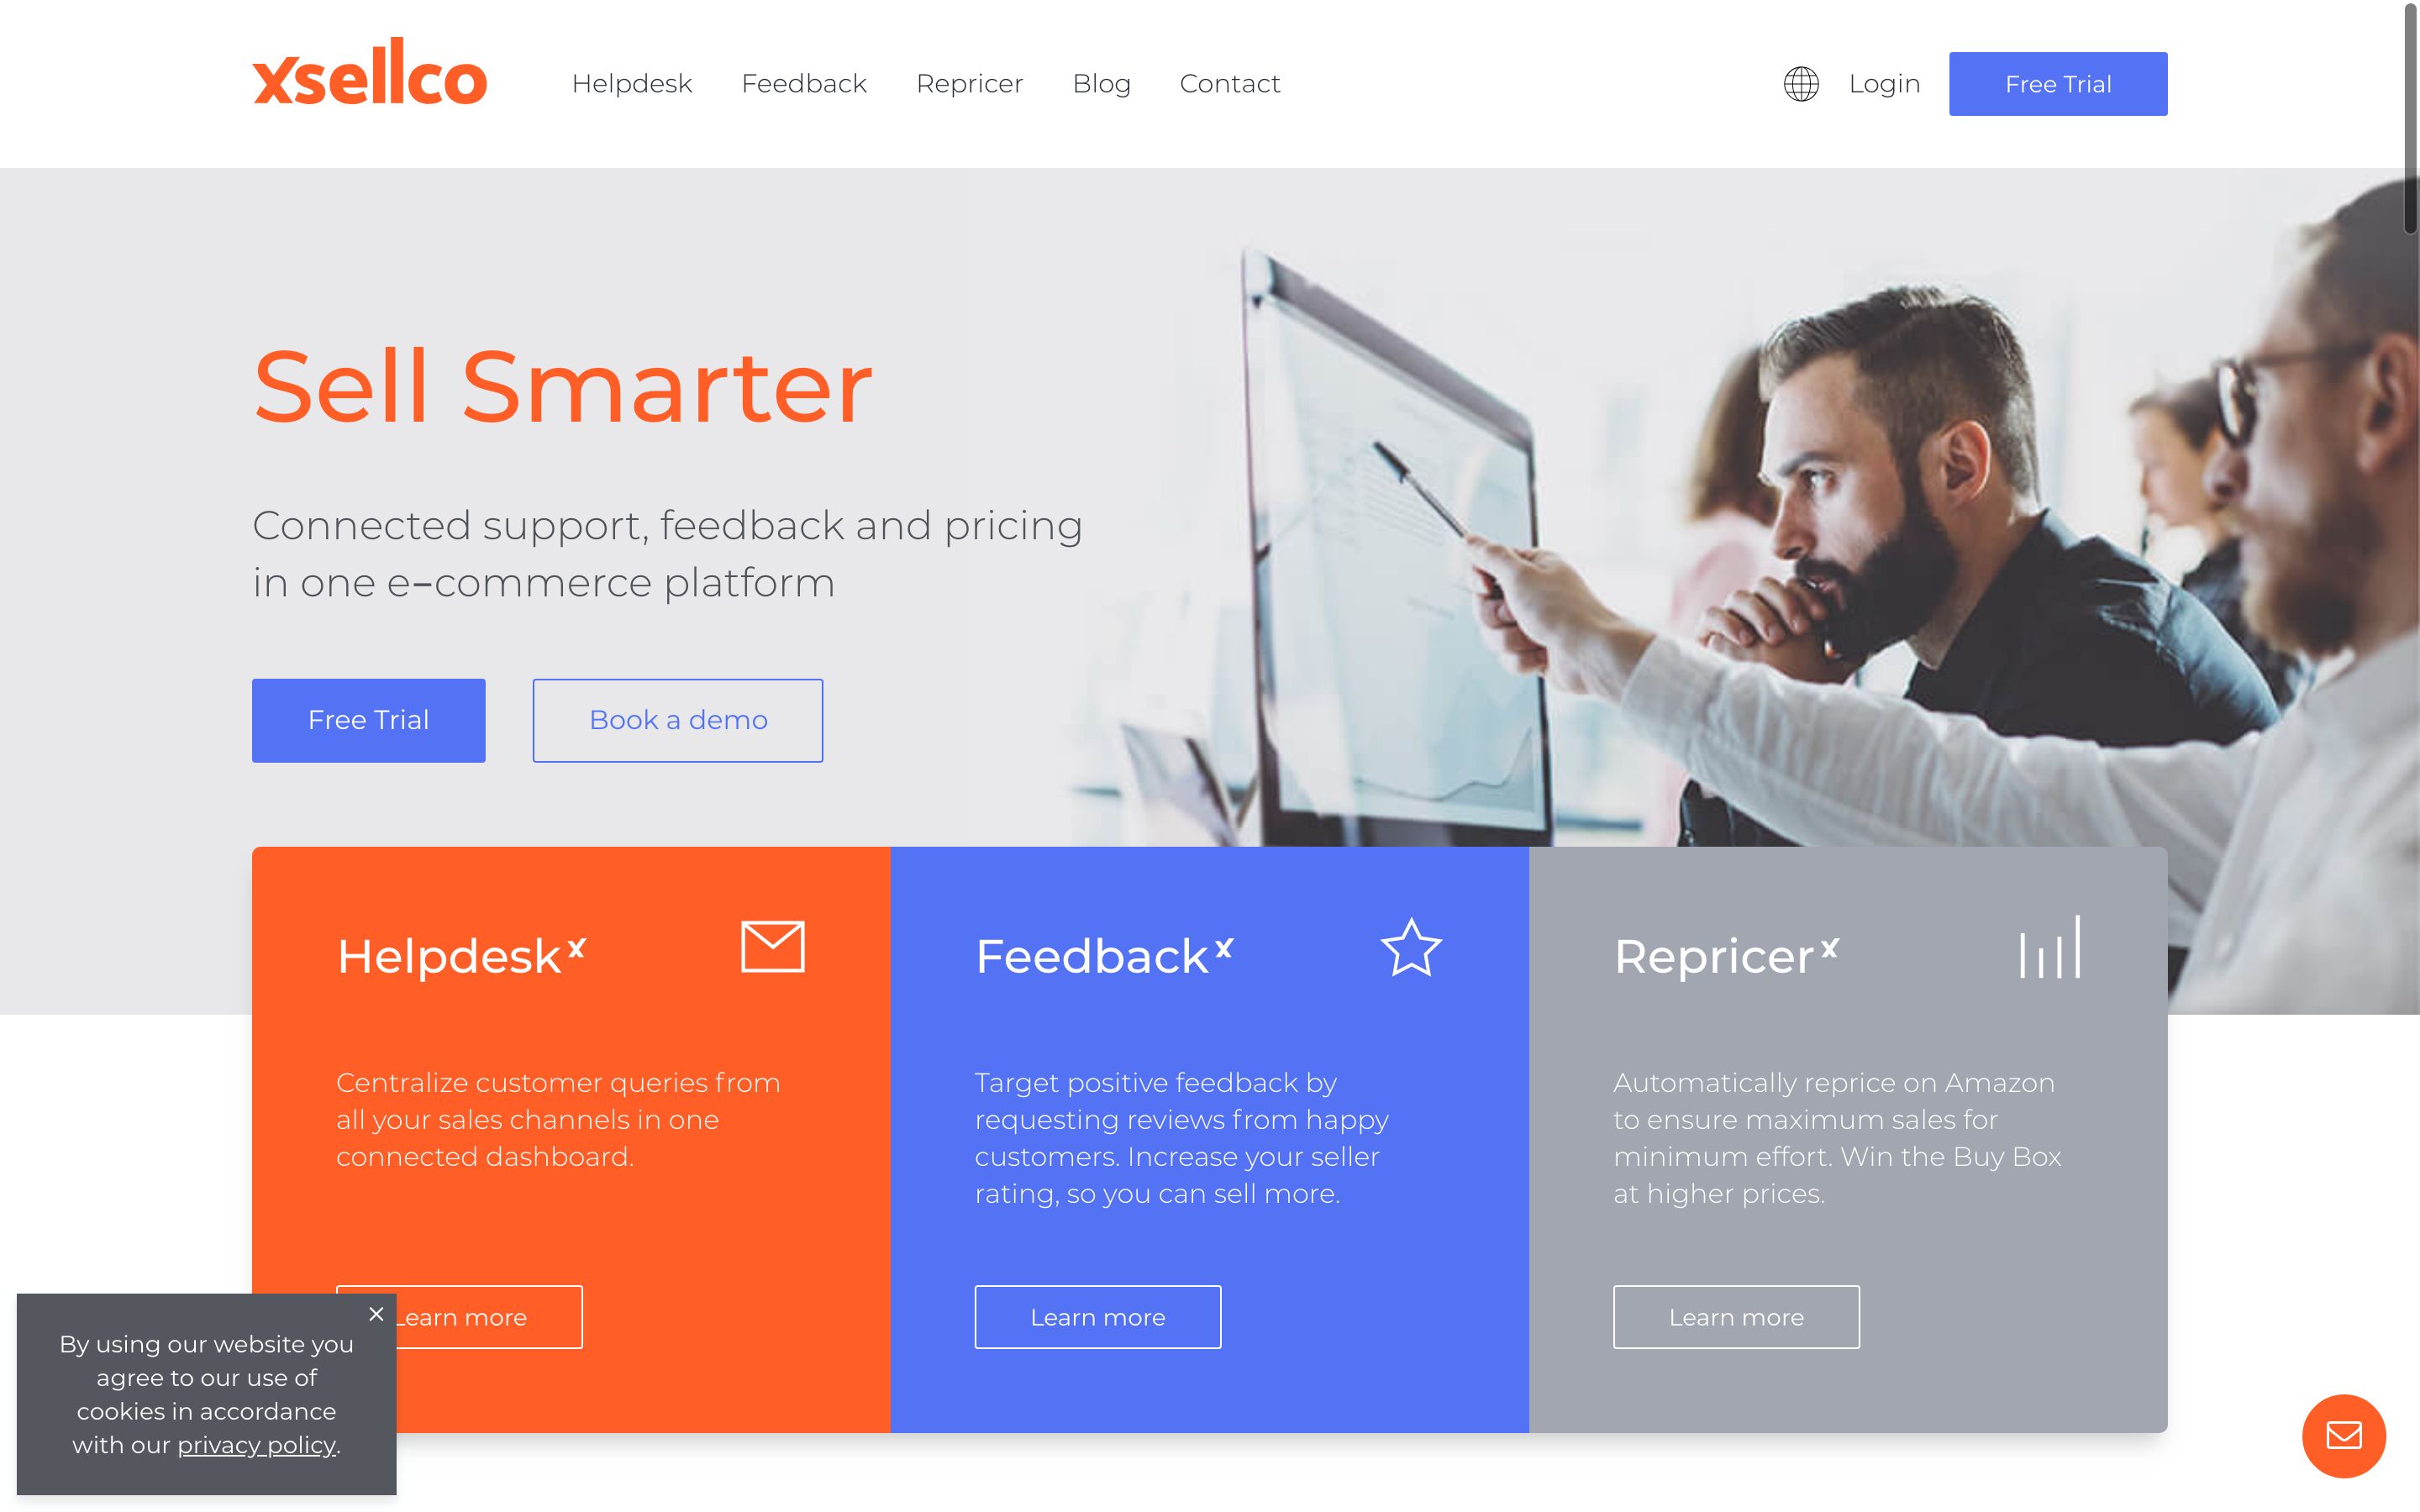 xsellco
Helpdesk
Feedback
Repricer
Blog
Contact
Login
Free Trial
Sell Smarter
Connected support, feedback and pricing
in one e-commerce platform
Free Trial
Book a demo
Helpdesk x
Centralize customer queries from
all your sales channels in one
connected dashboard.
Learn more
Feedback x
Target positive feedback by
requesting reviews from happy
customers. Increase your seller
rating, so you can sell more.
Learn more
Repricer x
Automatically reprice on Amazon
to ensure maximum sales for
minimum effort. Win the Buy Box
at higher prices.
Learn more
By using our website you
agree to our use of
cookies in accordance
with our privacy policy.